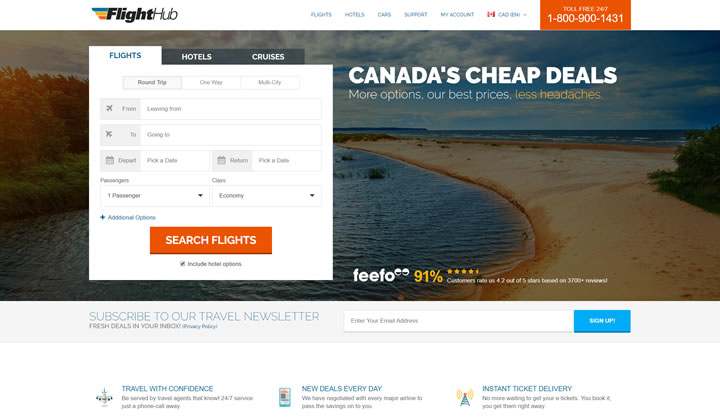 FlightHub
FLIGHTS HOTELS CARS SUPPORT MY ACCOUNT CAD (EN)
TOLL FREE 24/7
1-800-900-1431
FLIGHTS HOTELS CRUISES
Round Trip One Way Multi-City
From Leaving from
To Going to
Depart Pick a Date Return Pick a Date
Passengers Class
1 Passenger Economy
+ Additional Options
SEARCH FLIGHTS
Include hotel options
CANADA'S CHEAP DEALS
More options, our best prices, less headaches.
feefo 91%
Customers rate us 4.2 out of 5 stars based on 3700+ reviews!
SUBSCRIBE TO OUR TRAVEL NEWSLETTER
FRESH DEALS IN YOUR INBOX! (Privacy Policy)
Enter Your Email Address SIGN UP!
TRAVEL WITH CONFIDENCE
Be served by travel agents that know! 24/7 service
just a phone-call away.
NEW DEALS EVERY DAY
We have negotiated with every major airline to
pass the savings on to you
INSTANT TICKET DELIVERY
No more waiting to get your e-tickets. You book it,
you get them right away